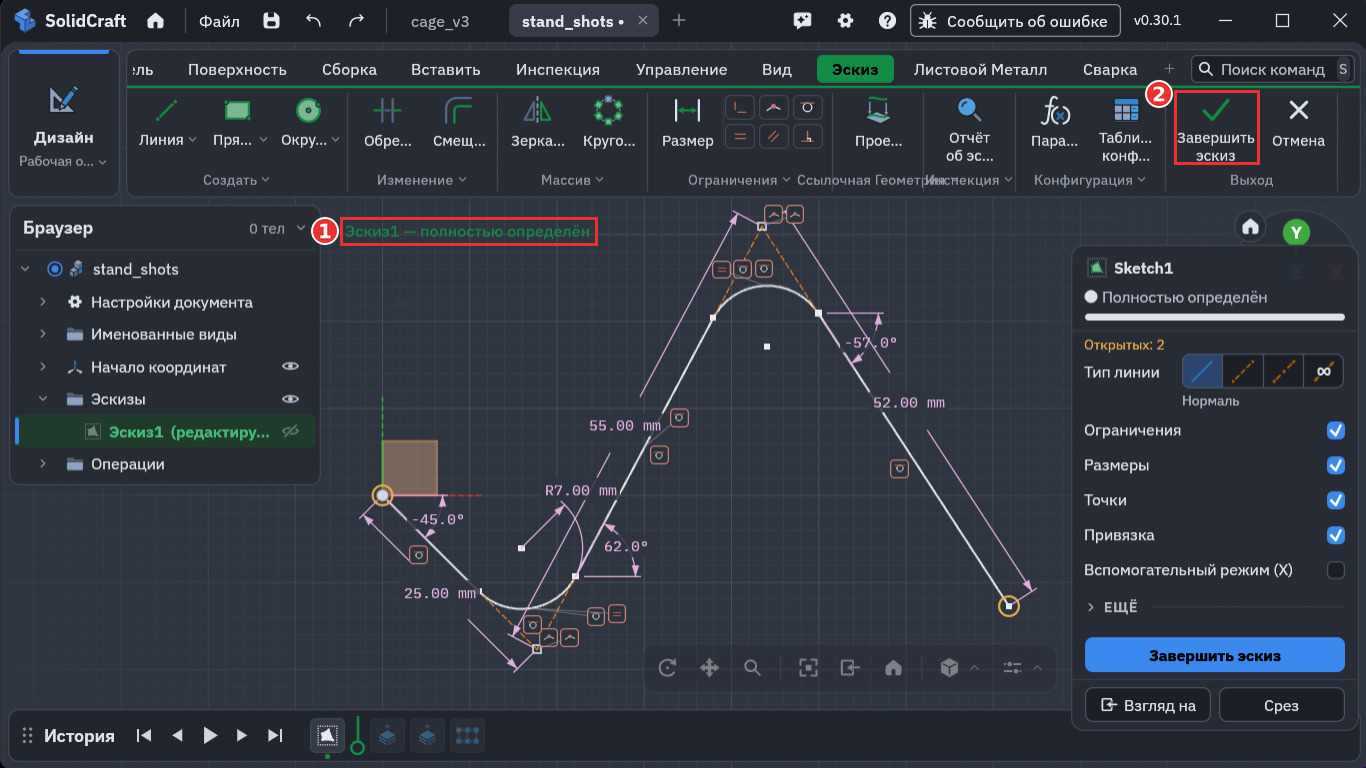 SolidCraft
Файл
cage_v3
stand_shots •
Сообщить об ошибке
v0.30.1
Дизайн
Рабочая о...
ель
Поверхность
Сборка
Вставить
Инспекция
Управление
Вид
Эскиз
Листовой Металл
Сварка
Поиск команд
S
Линия
Пря...
Окру...
Создать
Обре...
Смещ...
Изменение
Зерка...
Круго...
Массив
Размер
Ограничения
Прое...
Ссылочная Геометрия
Отчёт
об эс...
Инспекция
Пара...
Табли...
конф...
Конфигурация
2
Завершить
эскиз
Отмена
Выход
Браузер
0 тел
stand_shots
Настройки документа
Именованные виды
Начало координат
Эскизы
Эскиз1 (редактиру...
Операции
1
Эскиз1 — полностью определён
-57.0°
52.00 mm
55.00 mm
R7.00 mm
-45.0°
62.0°
25.00 mm
Y
Z
X
Sketch1
Полностью определён
Открытых: 2
Тип линии
Нормаль
Ограничения
Размеры
Точки
Привязка
Вспомогательный режим (X)
ЕЩЁ
Завершить эскиз
Взгляд на
Срез
История